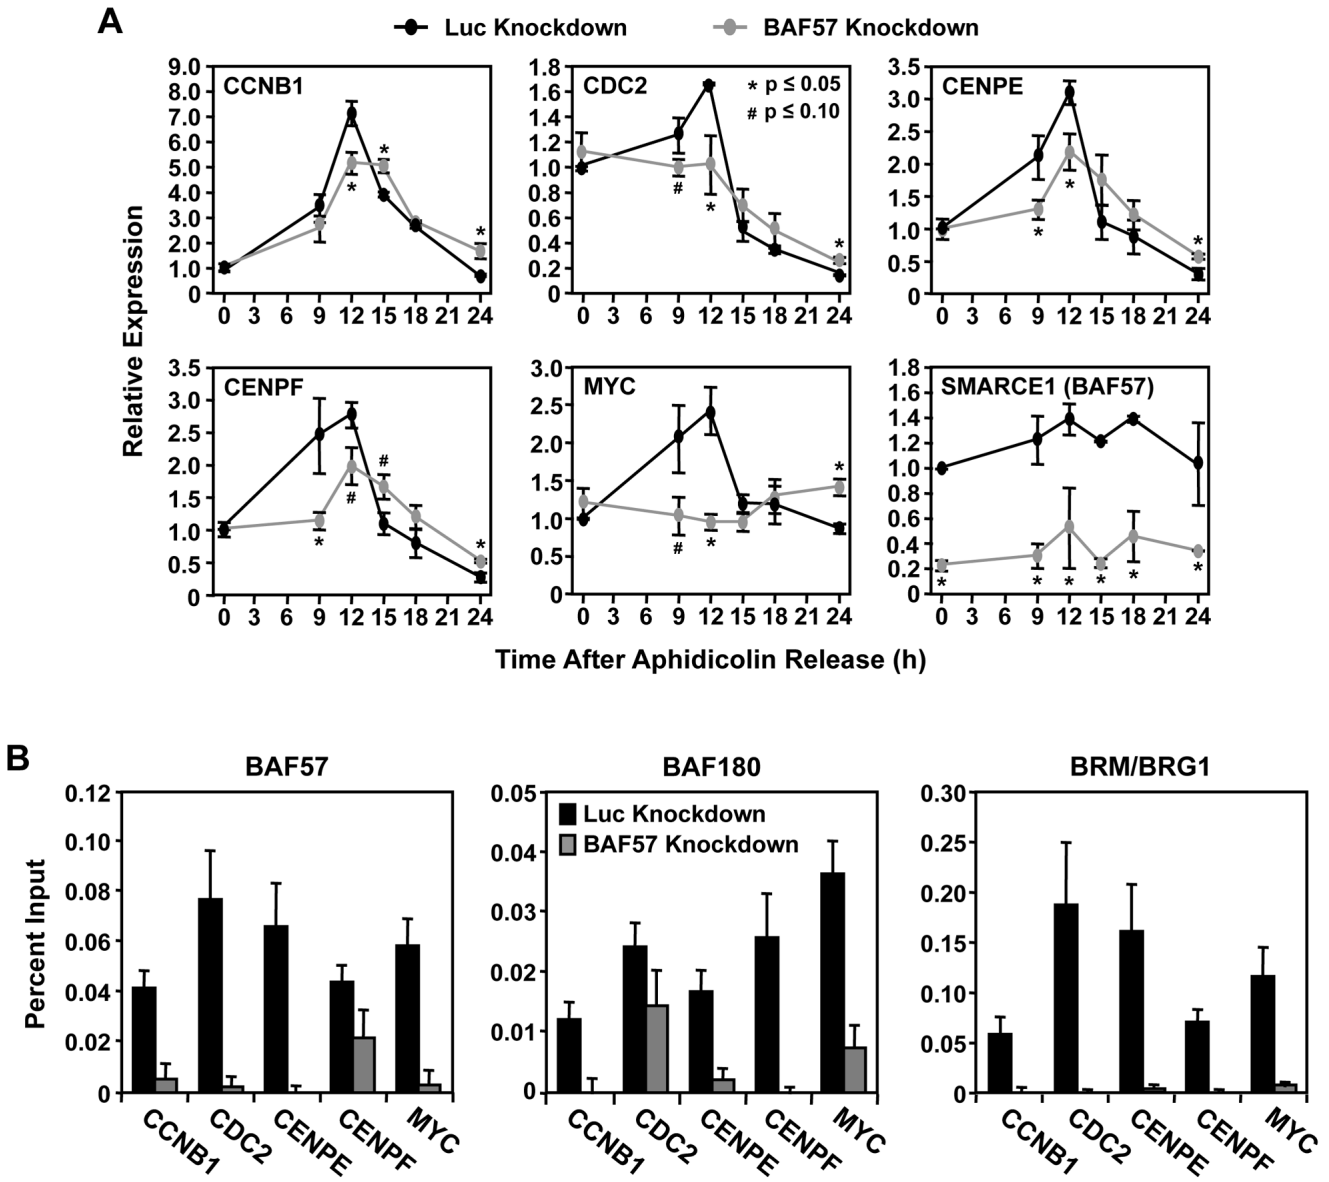 A
Luc Knockdown
BAF57 Knockdown
Relative Expression
CCNB1
9.0
8.0
7.0
6.0
5.0
4.0
3.0
2.0
1.0
0
0 3 6 9 12 15 18 21 24
* * *
*
CDC2
* p ≤ 0.05
# p ≤ 0.10
1.8
1.6
1.4
1.2
1.0
0.8
0.6
0.4
0.2
0
0 3 6 9 12 15 18 21 24
# * *
CENPE
3.5
3.0
2.5
2.0
1.5
1.0
0.5
0
0 3 6 9 12 15 18 21 24
* * *
CENPF
3.5
3.0
2.5
2.0
1.5
1.0
0.5
0
0 3 6 9 12 15 18 21 24
* # # *
MYC
3.0
2.5
2.0
1.5
1.0
0.5
0
0 3 6 9 12 15 18 21 24
# * *
SMARCE1 (BAF57)
1.8
1.6
1.4
1.2
1.0
0.8
0.6
0.4
0.2
0
0 3 6 9 12 15 18 21 24
* * * * * *
Time After Aphidicolin Release (h)
B
Percent Input
BAF57
0.12
0.10
0.08
0.06
0.04
0.02
0
CCNB1 CDC2 CENPE CENPF MYC
BAF180
Luc Knockdown
BAF57 Knockdown
0.05
0.04
0.03
0.02
0.01
0
CCNB1 CDC2 CENPE CENPF MYC
BRM/BRG1
0.30
0.25
0.20
0.15
0.10
0.05
0
CCNB1 CDC2 CENPE CENPF MYC